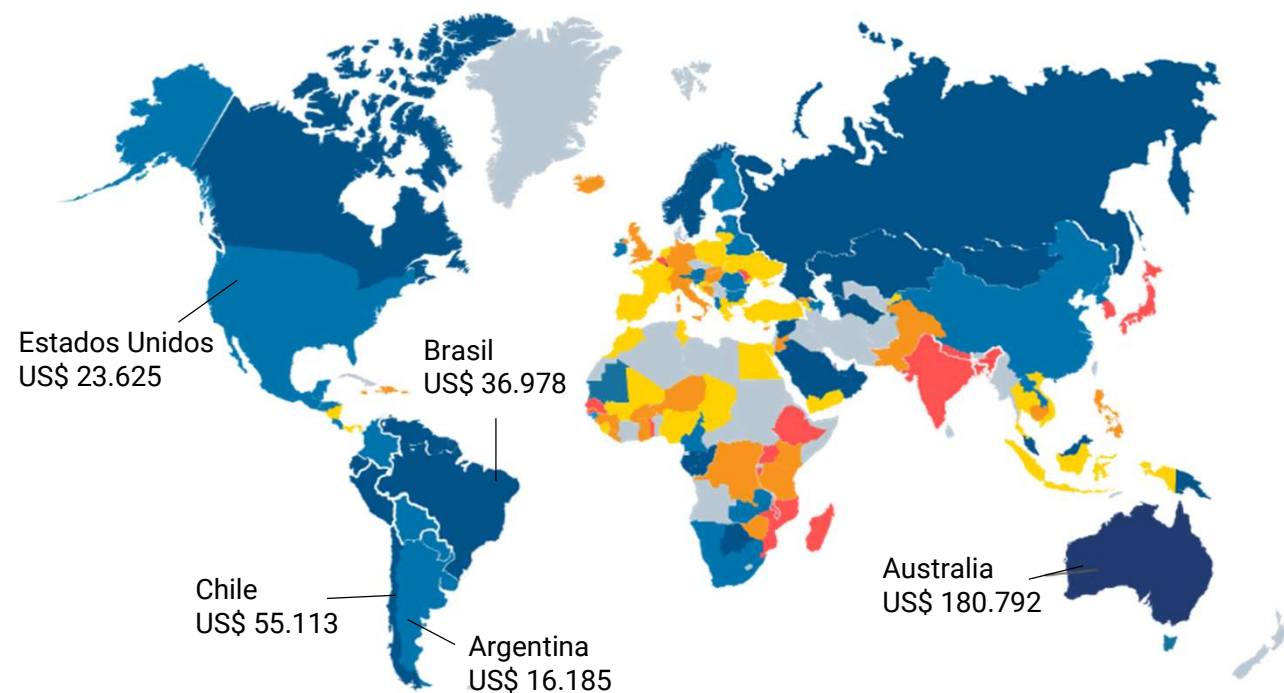 Estados Unidos
US$ 23.625
Brasil
US$ 36.978
Chile
US$ 55.113
Argentina
US$ 16.185
Australia
US$ 180.792